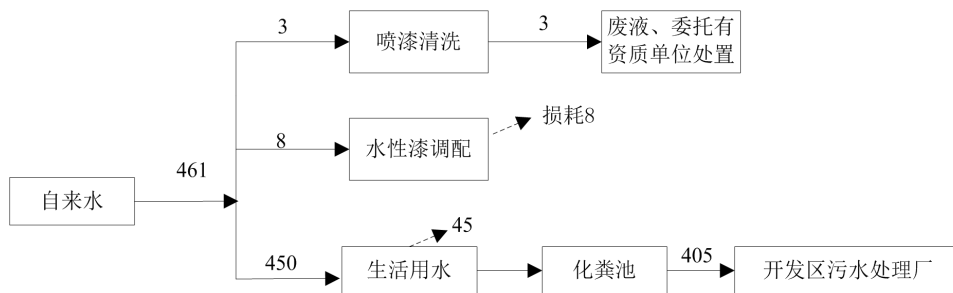 3
喷漆清洗
3
废液、委托有
资质单位处置
8
水性漆调配
损耗8
自来水
461
450
生活用水
45
化粪池
405
开发区污水处理厂